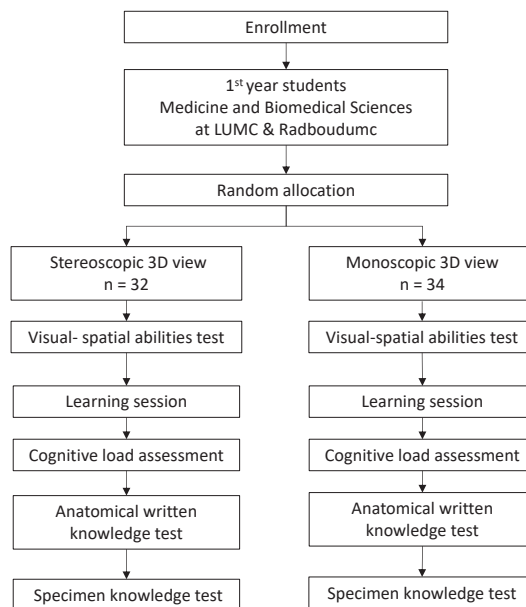 Enrollment
1st year students
Medicine and Biomedical Sciences
at LUMC & Radboudumc
Random allocation
Stereoscopic 3D view
n = 32
Visual- spatial abilities test
Learning session
Cognitive load assessment
Anatomical written
knowledge test
Specimen knowledge test
Monoscopic 3D view
n = 34
Visual-spatial abilities test
Learning session
Cognitive load assessment
Anatomical written
knowledge test
Specimen knowledge test